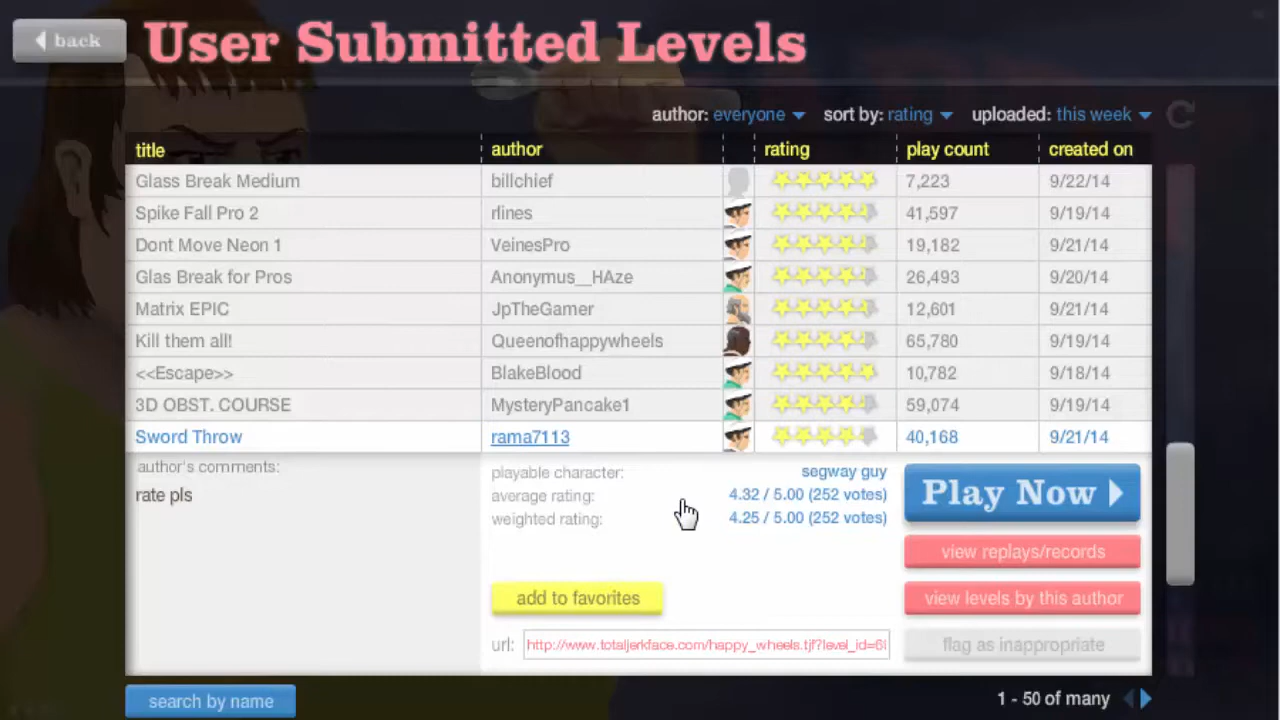 back
User Submitted Levels
author: everyone sort by: rating uploaded: this week
title author rating play count created on
Glass Break Medium billchief 7,223 9/22/14
Spike Fall Pro 2 rlines 41,597 9/19/14
Dont Move Neon 1 VeinesPro 19,182 9/21/14
Glas Break for Pros Anonymus__HAze 26,493 9/20/14
Matrix EPIC JpTheGamer 12,601 9/21/14
Kill them all! Queenofhappywheels 65,780 9/19/14
<<Escape>> BlakeBlood 10,782 9/18/14
3D OBST. COURSE MysteryPancake1 59,074 9/19/14
Sword Throw rama7113 40,168 9/21/14
author's comments:
rate pls
playable character: segway guy
average rating: 4.32 / 5.00 (252 votes)
weighted rating: 4.25 / 5.00 (252 votes)
Play Now
view replays/records
add to favorites
view levels by this author
url: http://www.totaljerkface.com/happy_wheels.tjf?level_id=6
flag as inappropriate
search by name
1 - 50 of many